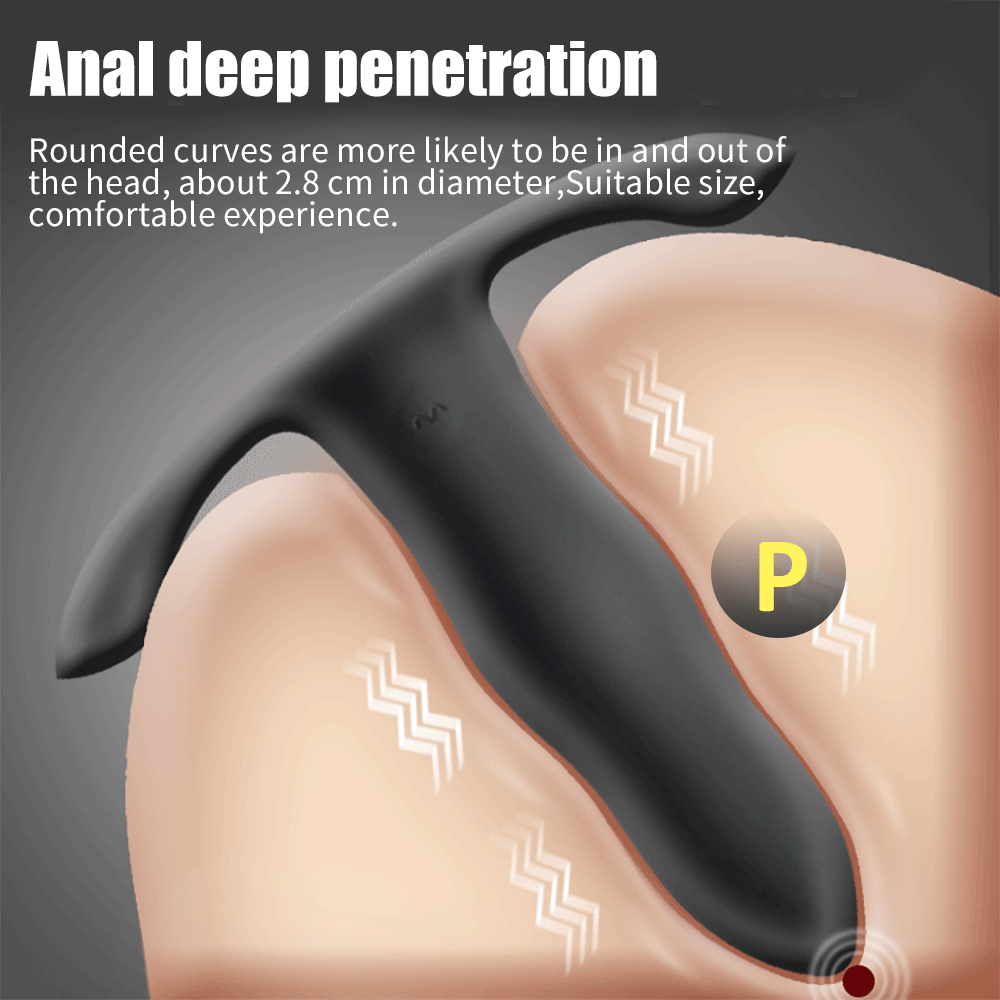 Anal deep penetration
Rounded curves are more likely to be in and out of
the head, about 2.8 cm in diameter,Suitable size,
comfortable experience.
P